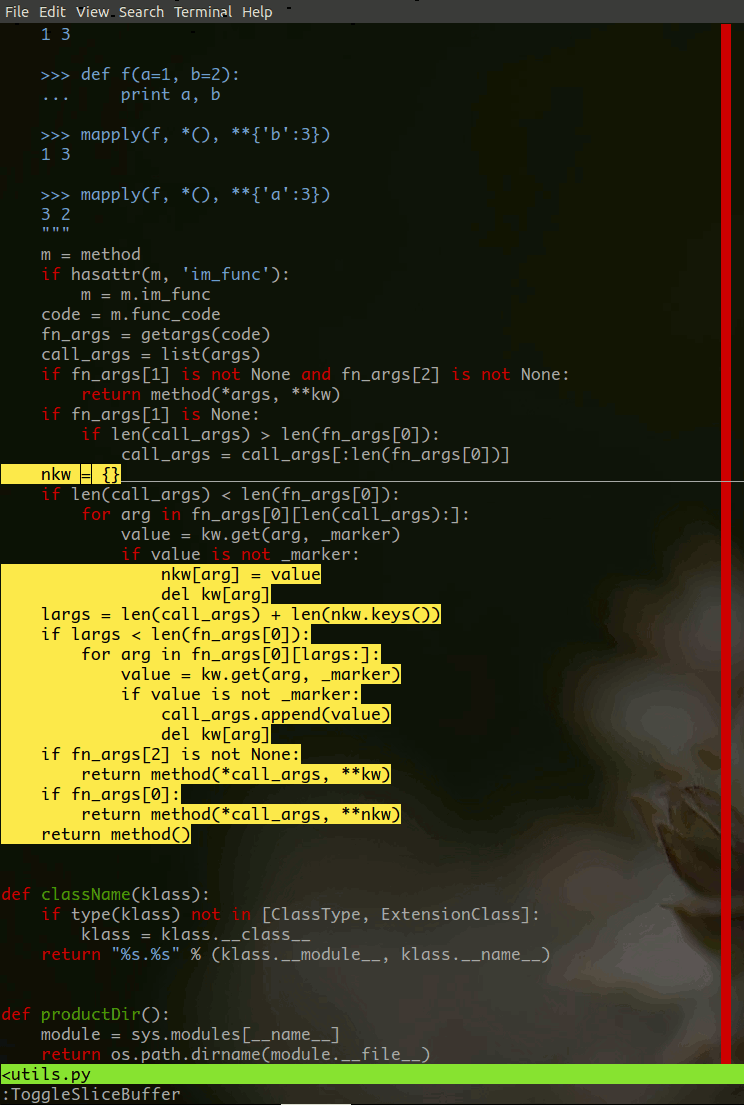 File Edit View Search Terminal Help
    1 3

    >>> def f(a=1, b=2):
    ...     print a, b

    >>> mapply(f, *(), **{'b':3})
    1 3

    >>> mapply(f, *(), **{'a':3})
    3 2
    """
    m = method
    if hasattr(m, 'im_func'):
        m = m.im_func
    code = m.func_code
    fn_args = getargs(code)
    call_args = list(args)
    if fn_args[1] is not None and fn_args[2] is not None:
        return method(*args, **kw)
    if fn_args[1] is None:
        if len(call_args) > len(fn_args[0]):
            call_args = call_args[:len(fn_args[0])]
    nkw = {}
    if len(call_args) < len(fn_args[0]):
        for arg in fn_args[0][len(call_args):]:
            value = kw.get(arg, _marker)
            if value is not _marker:
                nkw[arg] = value
                del kw[arg]
    largs = len(call_args) + len(nkw.keys())
    if largs < len(fn_args[0]):
        for arg in fn_args[0][largs:]:
            value = kw.get(arg, _marker)
            if value is not _marker:
                call_args.append(value)
                del kw[arg]
    if fn_args[2] is not None:
        return method(*call_args, **kw)
    if fn_args[0]:
        return method(*call_args, **nkw)
    return method()


def className(klass):
    if type(klass) not in [ClassType, ExtensionClass]:
        klass = klass.__class__
    return "%s.%s" % (klass.__module__, klass.__name__)


def productDir():
    module = sys.modules[__name__]
    return os.path.dirname(module.__file__)
<utils.py
:ToggleSliceBuffer